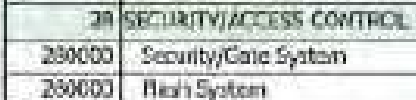 28 SECURITY/ACCESS CONTROL
280000 Security/Gate System
280000 System